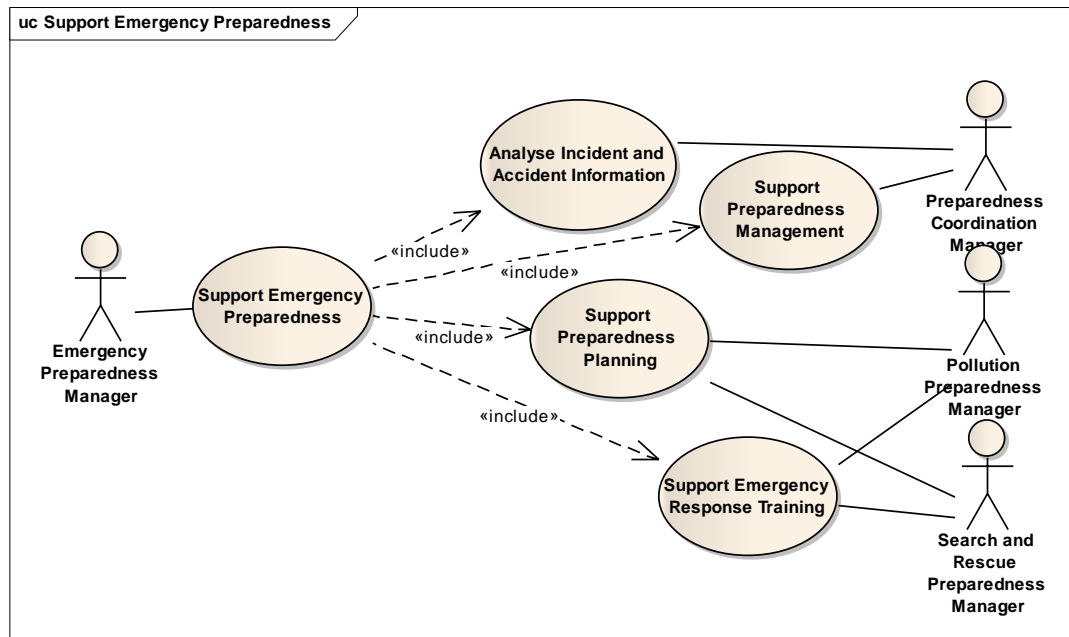 uc Support Emergency Preparedness
Analyse Incident and
Accident Information
Support
Preparedness
Management
Preparedness
Coordination
Manager
«include»
«include»
Support Emergency
Preparedness
Emergency
Preparedness
Manager
«include»
Support
Preparedness
Planning
Pollution
Preparedness
Manager
«include»
Support Emergency
Response Training
Search and
Rescue
Preparedness
Manager